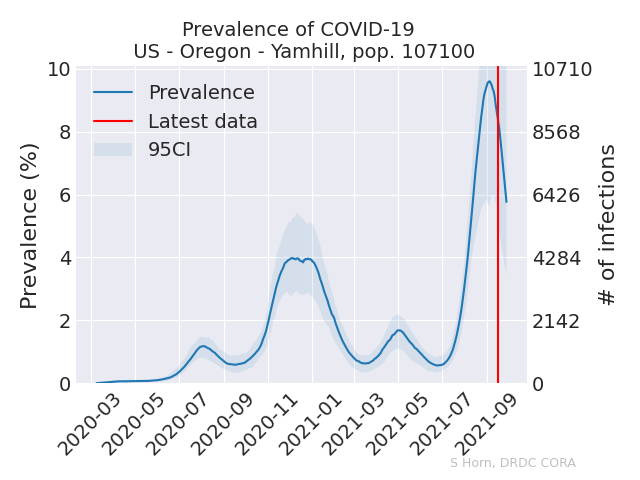 Prevalence of COVID-19
US - Oregon - Yamhill, pop. 107100
Prevalence
Latest data
95CI
Prevalence (%)
10
8
6
4
2
0
10710
8568
6426
4284
2142
0
# of infections
2020-03
2020-05
2020-07
2020-09
2020-11
2021-01
2021-03
2021-05
2021-07
2021-09
S Horn, DRDC CORA